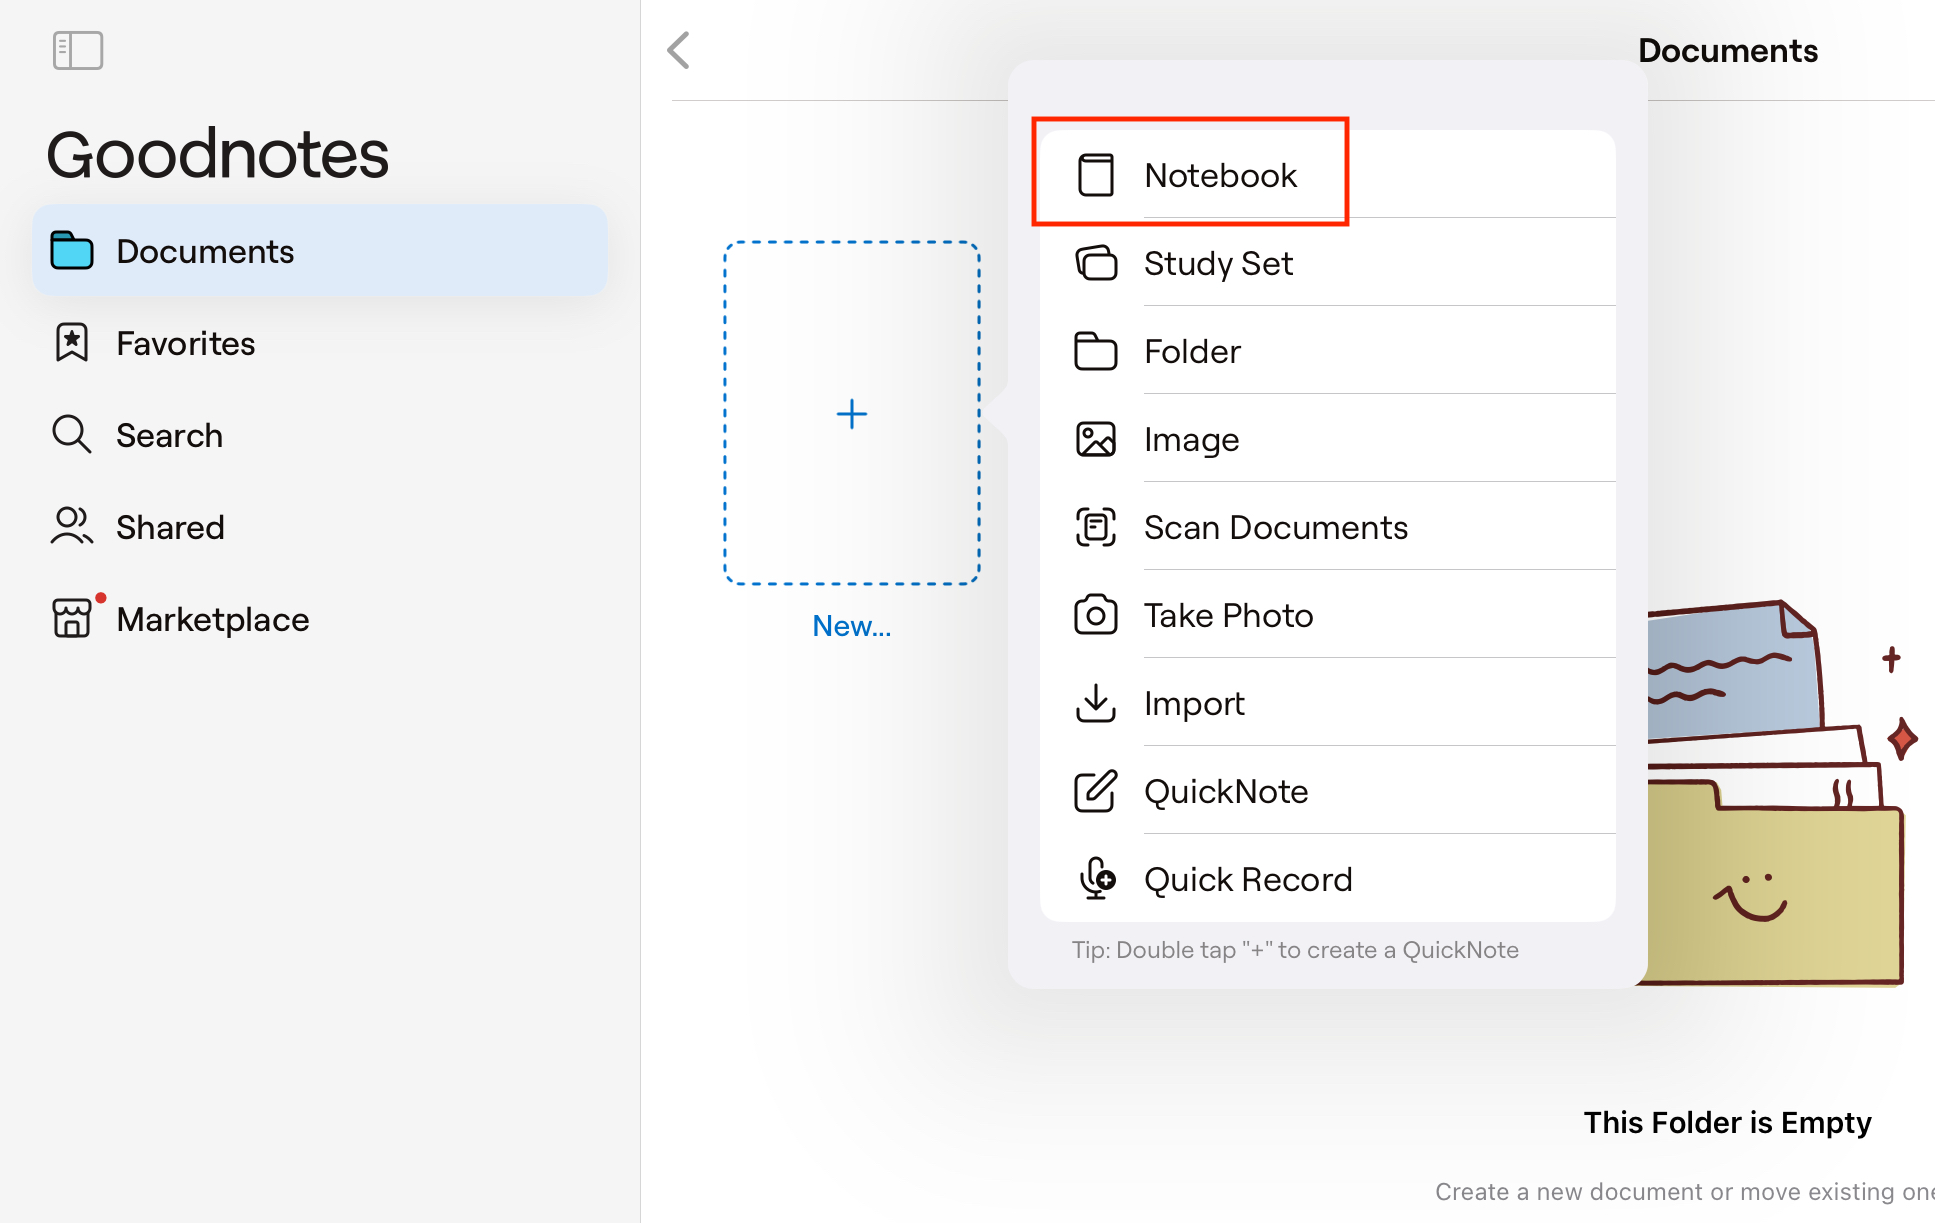 Goodnotes
Documents
Favorites
Search
Shared
Marketplace
Documents
New...
Notebook
Study Set
Folder
Image
Scan Documents
Take Photo
Import
QuickNote
Quick Record
Tip: Double tap "+" to create a QuickNote
This Folder is Empty
Create a new document or move existing